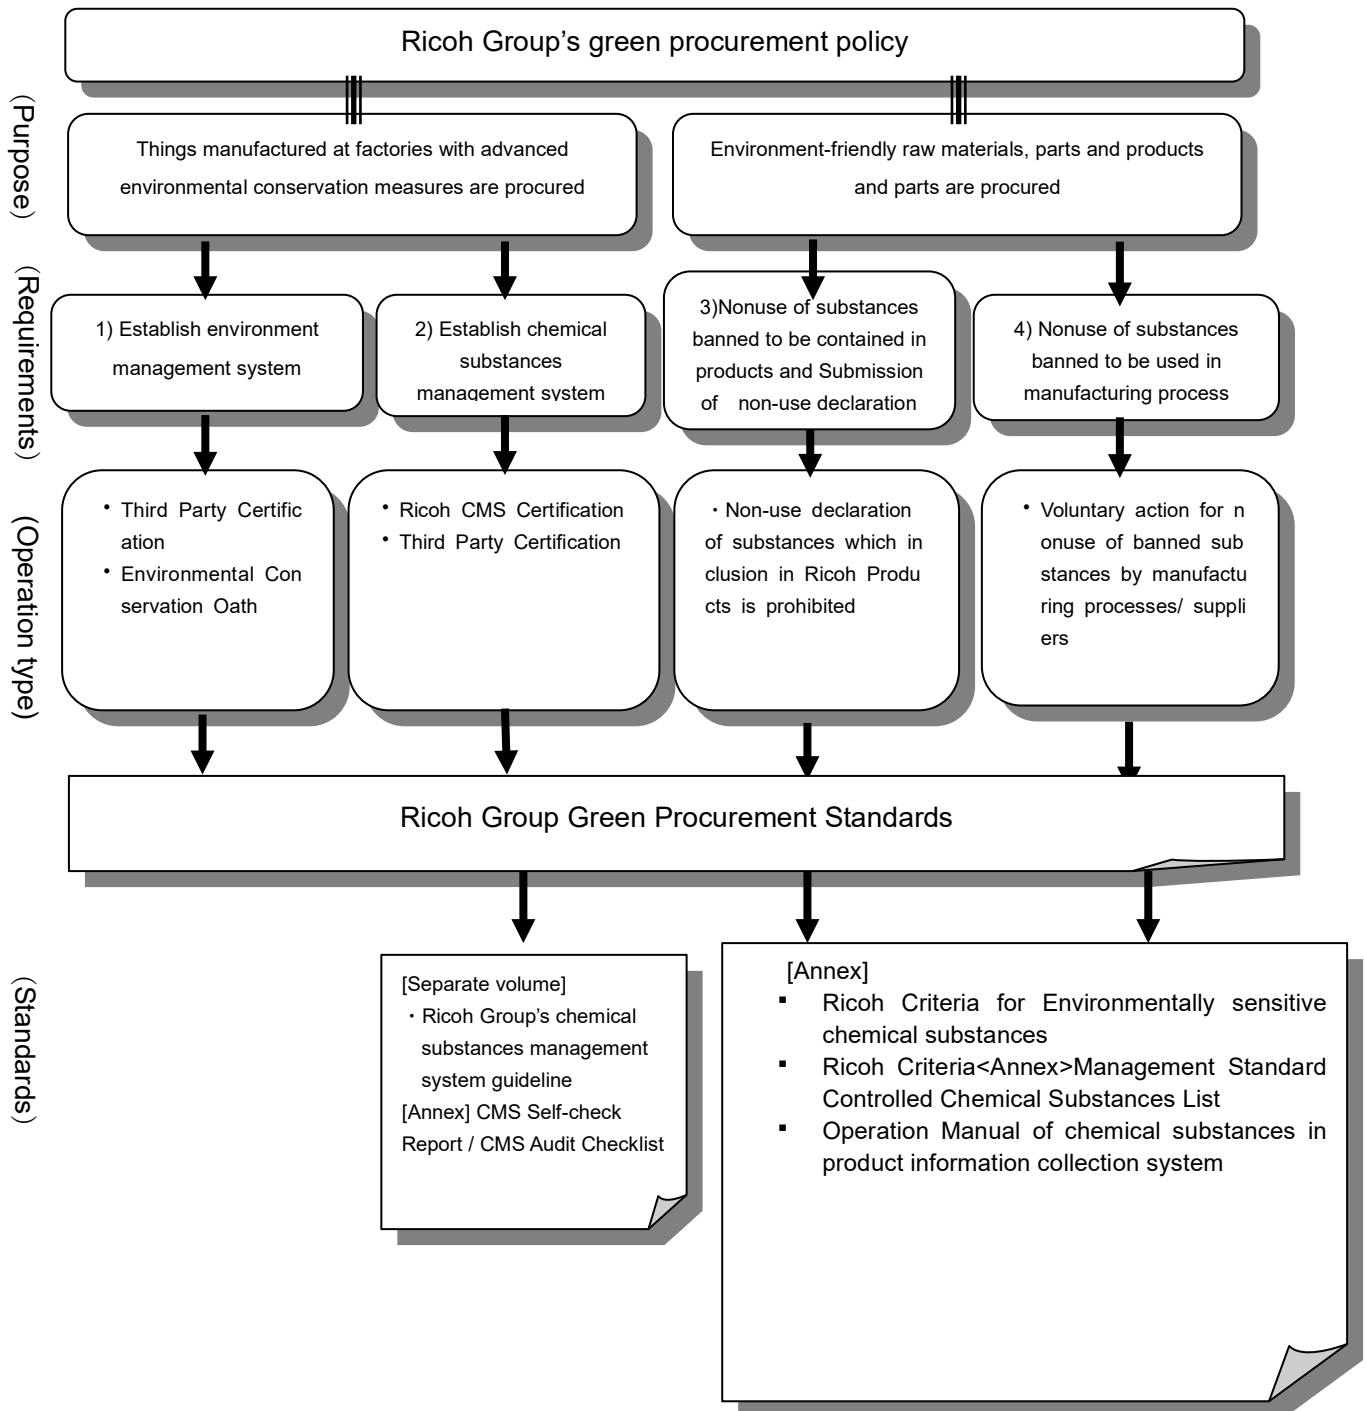 Ricoh Group's green procurement policy
(Purpose)
Things manufactured at factories with advanced
environmental conservation measures are procured
Environment-friendly raw materials, parts and products
and parts are procured
(Requirements)
1) Establish environment
management system
2) Establish chemical
substances
management system
3)Nonuse of substances
banned to be contained in
products and Submission
of non-use declaration
4) Nonuse of substances
banned to be used in
manufacturing process
(Operation type)
・ Third Party Certific
ation
・ Environmental Con
servation Oath
・ Ricoh CMS Certification
・ Third Party Certification
・Non-use declaration
of substances which in
clusion in Ricoh Produ
cts is prohibited
・ Voluntary action for n
onuse of banned sub
stances by manufactu
ring processes/ suppli
ers
Ricoh Group Green Procurement Standards
(Standards)
[Separate volume]
・Ricoh Group's chemical
substances management
system guideline
[Annex] CMS Self-check
Report / CMS Audit Checklist
[Annex]
▪ Ricoh Criteria for Environmentally sensitive
chemical substances
▪ Ricoh Criteria<Annex>Management Standard
Controlled Chemical Substances List
▪ Operation Manual of chemical substances in
product information collection system